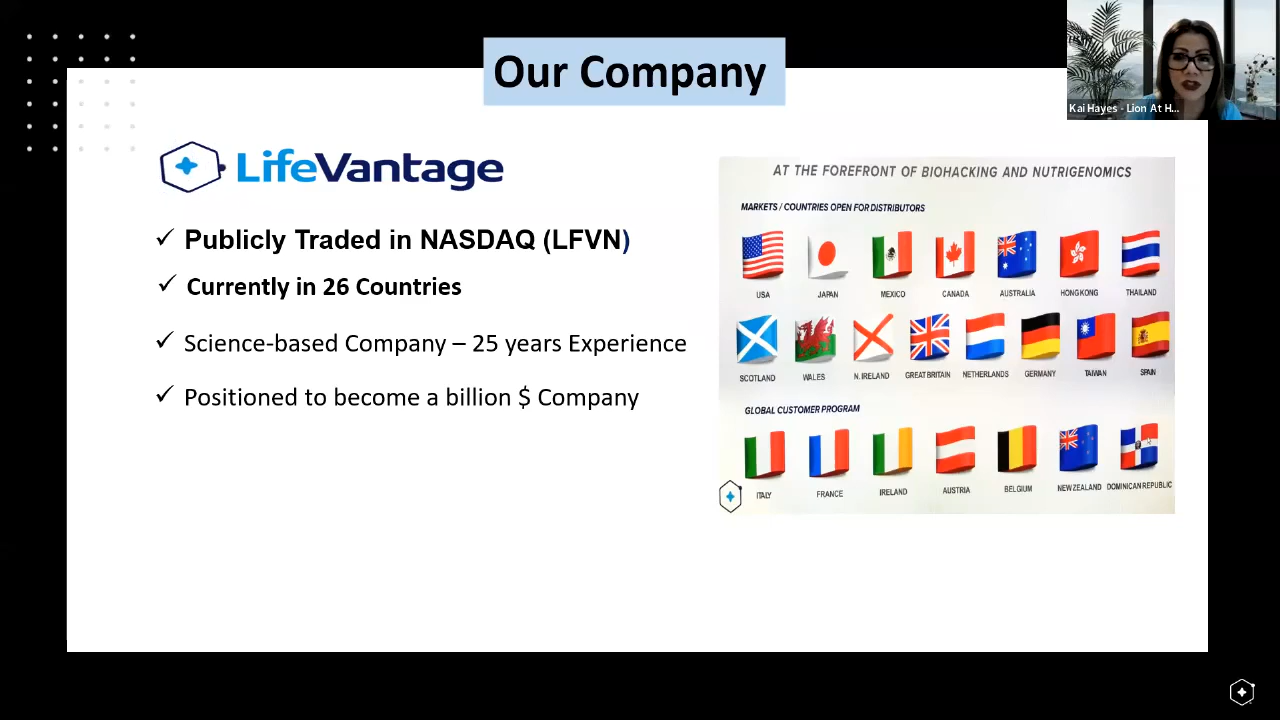 Our Company
Kai Hayes - Lion At H...
LifeVantage
✓ Publicly Traded in NASDAQ (LFVN)
✓ Currently in 26 Countries
✓ Science-based Company – 25 years Experience
✓ Positioned to become a billion $ Company
AT THE FOREFRONT OF BIOHACKING AND NUTRIGENOMICS
MARKETS / COUNTRIES OPEN FOR DISTRIBUTORS
USA JAPAN MEXICO CANADA AUSTRALIA HONG KONG THAILAND
SCOTLAND WALES N. IRELAND GREAT BRITAIN NETHERLANDS GERMANY TAIWAN SPAIN
GLOBAL CUSTOMER PROGRAM
ITALY FRANCE IRELAND AUSTRIA BELGIUM NEW ZEALAND DOMINICAN REPUBLIC